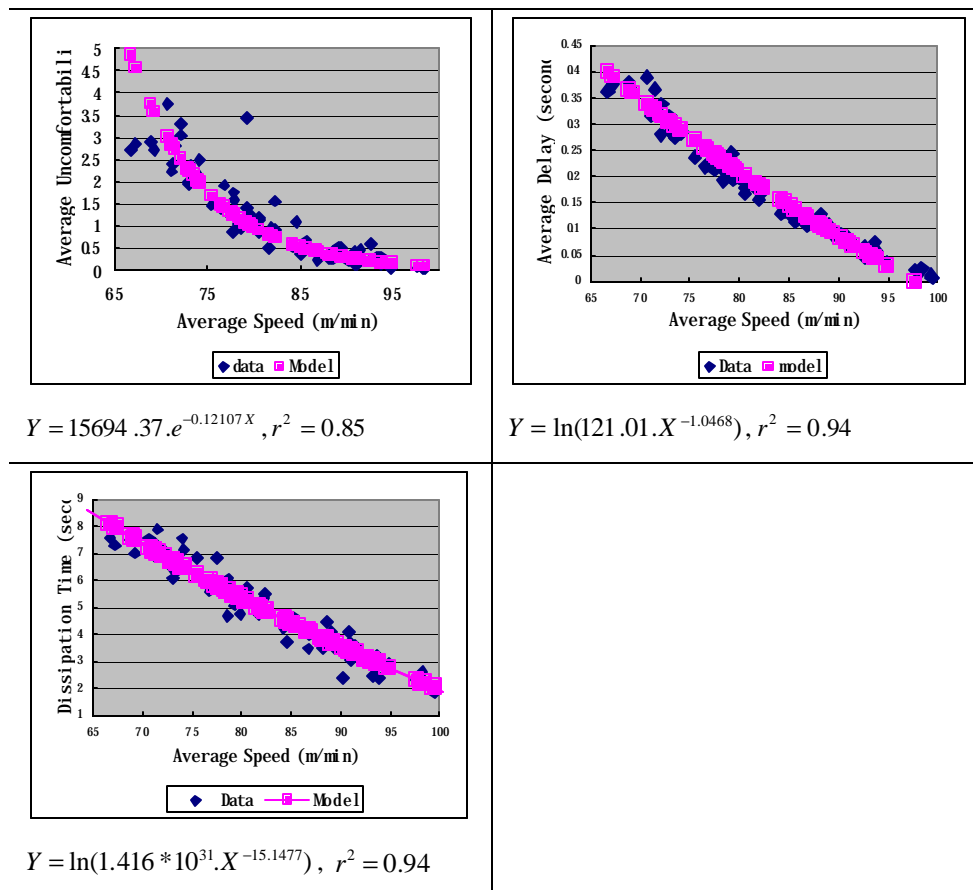 Average Uncomfortabili
5
4.5
4
3.5
3
2.5
2
1.5
1
0.5
0
65 75 85 95
Average Speed (m/min)
data Model
Y = 15694 .37.e^{-0.12107 X} , r² = 0.85
Average Delay (second
0.45
0.4
0.35
0.3
0.25
0.2
0.15
0.1
0.05
0
65 70 75 80 85 90 95 100
Average Speed (m/min)
Data model
Y = ln(121.01.X^{-1.0468}) , r² = 0.94
Dissipation Time (sec
9
8
7
6
5
4
3
2
1
65 70 75 80 85 90 95 100
Average Speed (m/min)
Data Model
Y = ln(1.416 *10^{31}.X^{-15.1477}) , r² = 0.94